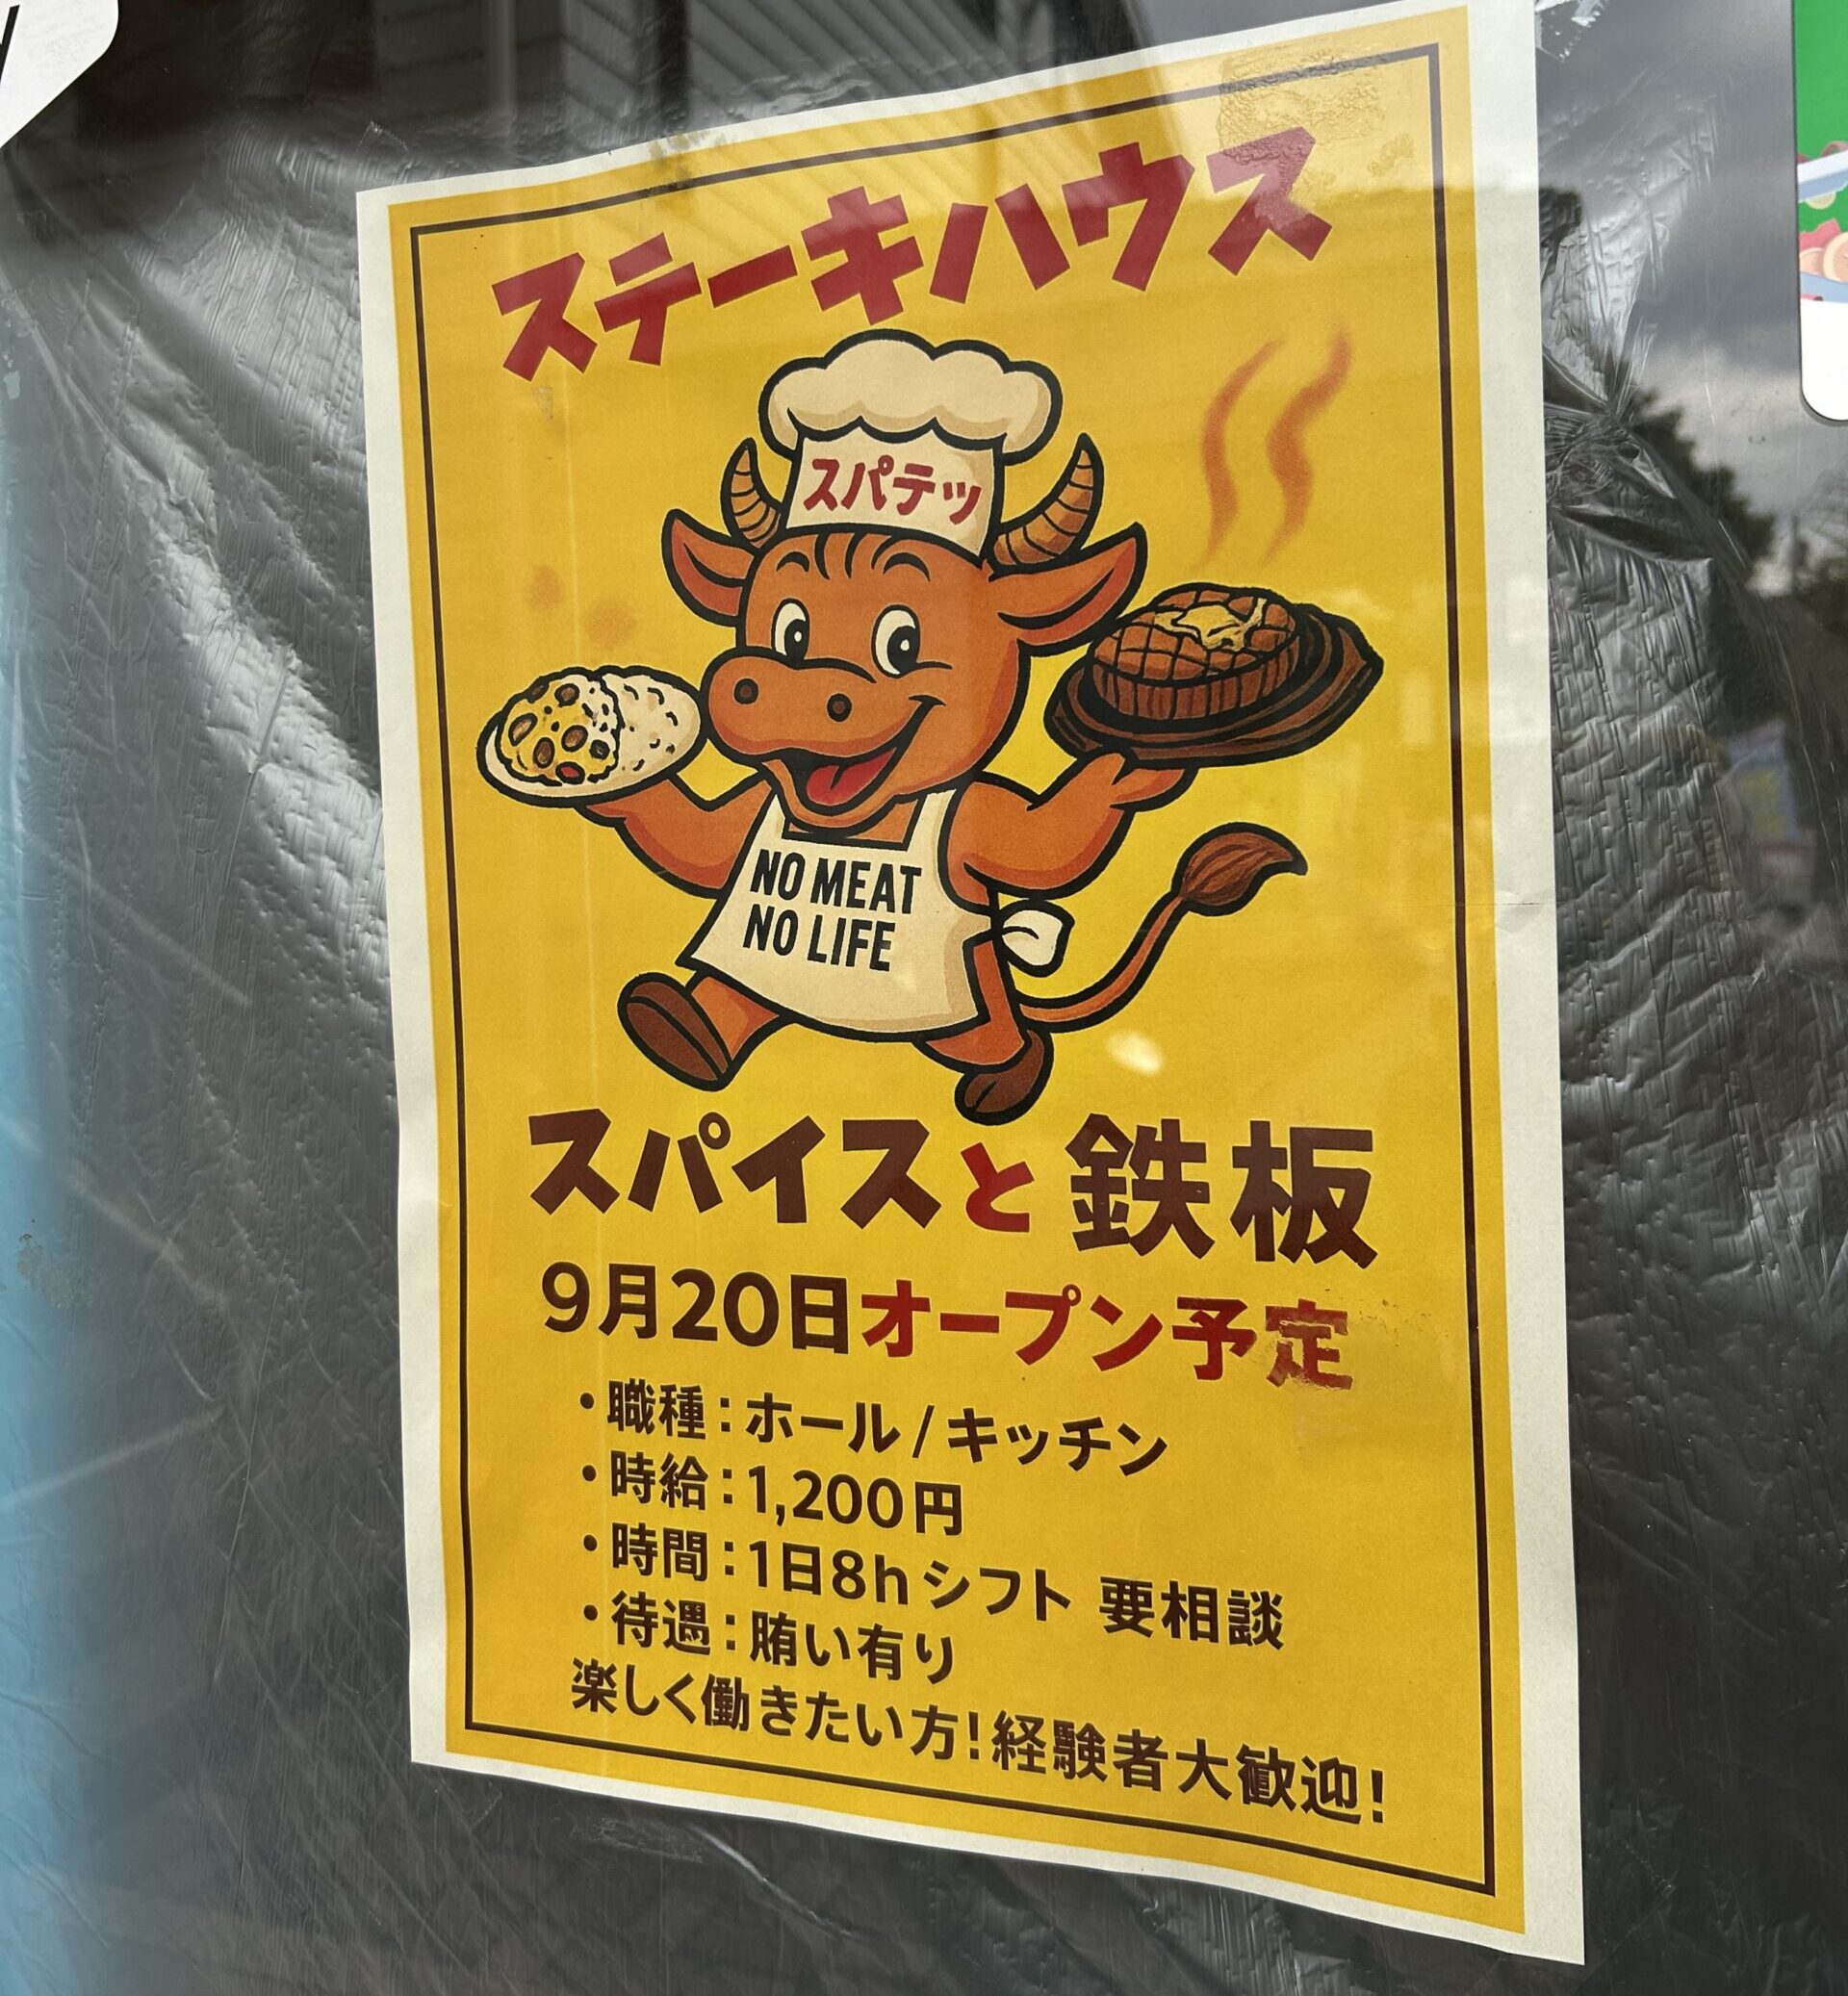 ステーキハウス
スパテッ
NO MEAT
NO LIFE
スパイスと鉄板
9月20日オープン予定
・職種：ホール/キッチン
・時給：1,200円
・時間：1日8hシフト 要相談
・待遇：賄い有り
楽しく働きたい方！経験者大歓迎！